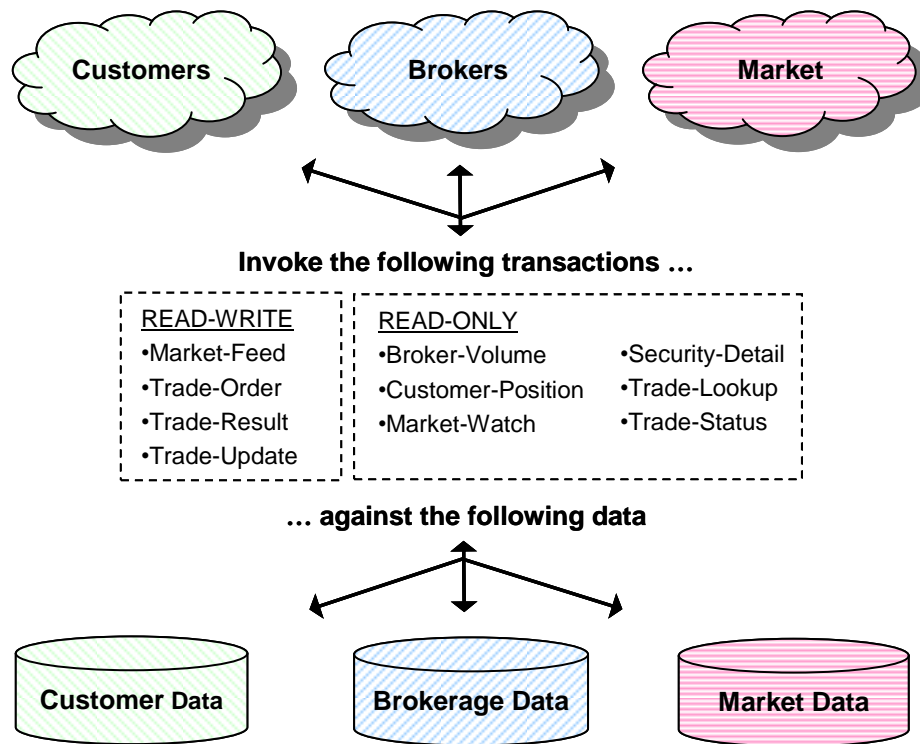 Customers
Brokers
Market
Invoke the following transactions …
READ-WRITE
•Market-Feed
•Trade-Order
•Trade-Result
•Trade-Update
READ-ONLY
•Broker-Volume
•Customer-Position
•Market-Watch
•Security-Detail
•Trade-Lookup
•Trade-Status
… against the following data
Customer Data
Brokerage Data
Market Data